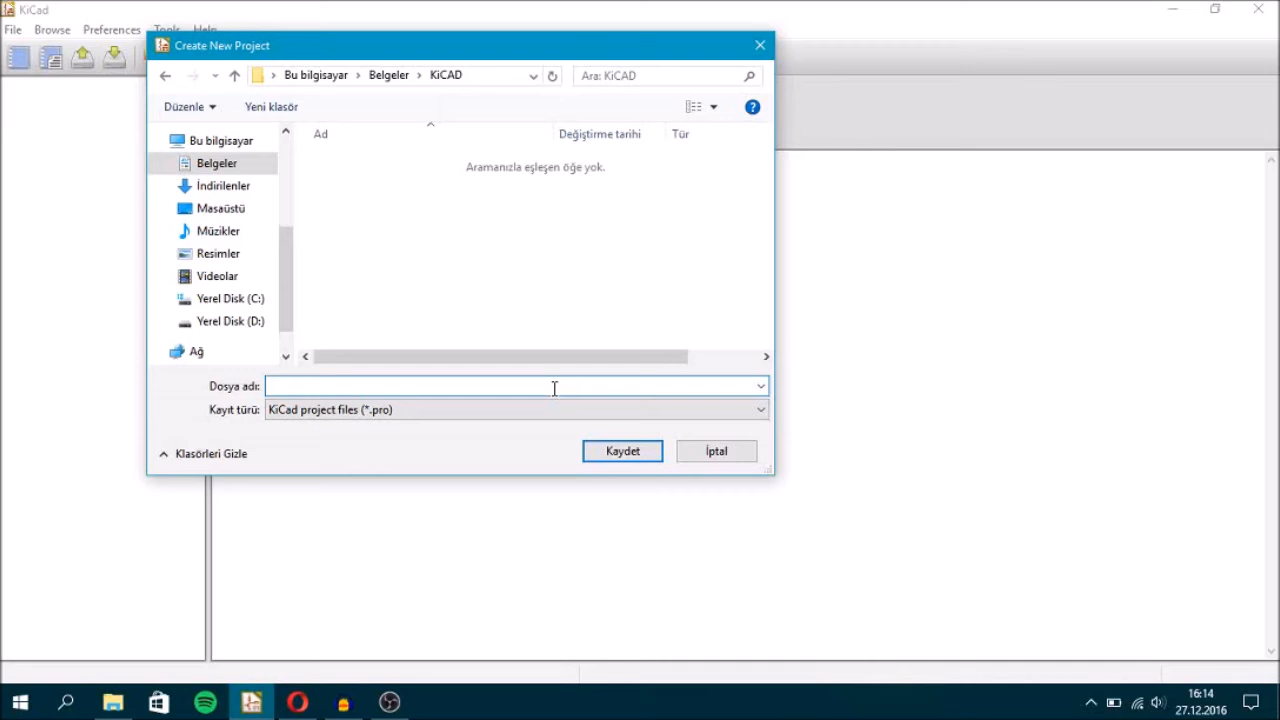 KiCad
File Browse Preferences Tools Help
Create New Project
Bu bilgisayar Belgeler KiCAD
Ara: KiCAD
Düzenle Yeni klasör
Ad Değiştirme tarihi Tür
Aramanızla eşleşen öğe yok.
Bu bilgisayar
Belgeler
İndirilenler
Masaüstü
Müzikler
Resimler
Videolar
Yerel Disk (C:)
Yerel Disk (D:)
Ağ
Dosya adı:
Kayıt türü: KiCad project files (*.pro)
Klasörleri Gizle
Kaydet İptal
16:14
27.12.2016